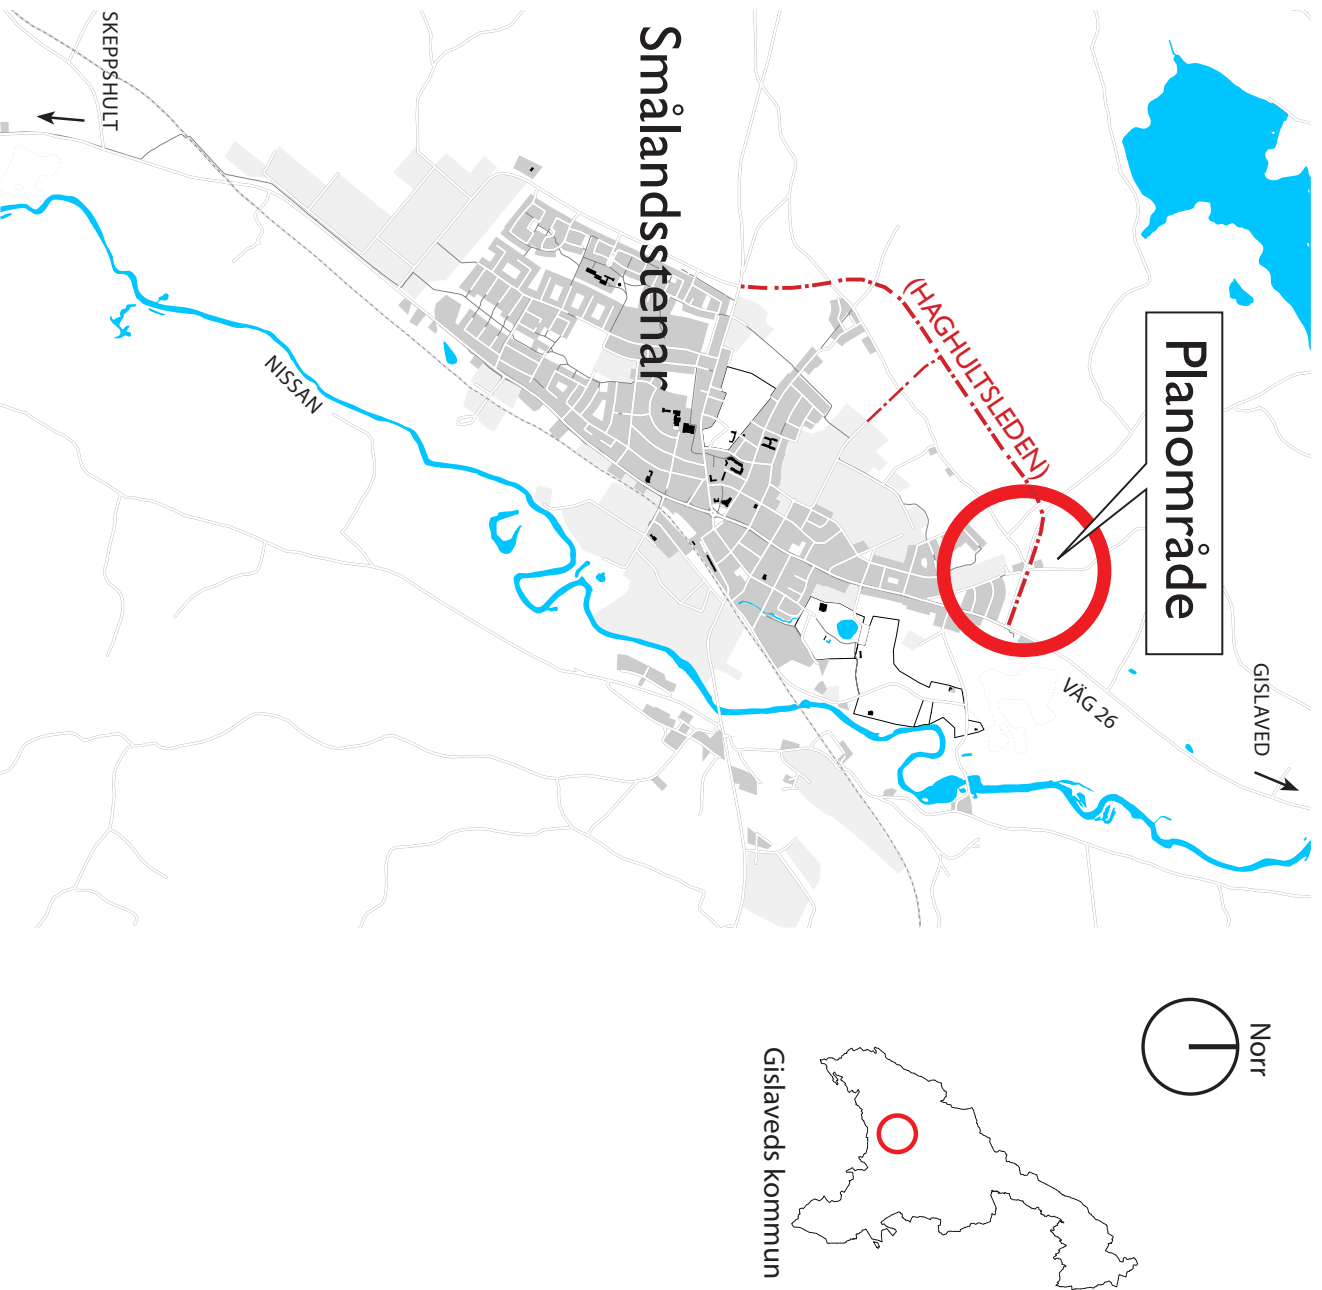 SKEPPSHULT
Smålandsstenar
(HAGHULTSLEDEN)
Planområde
NISSAN
VÄG 26
GISLAVED
Norr
Gislaveds kommun